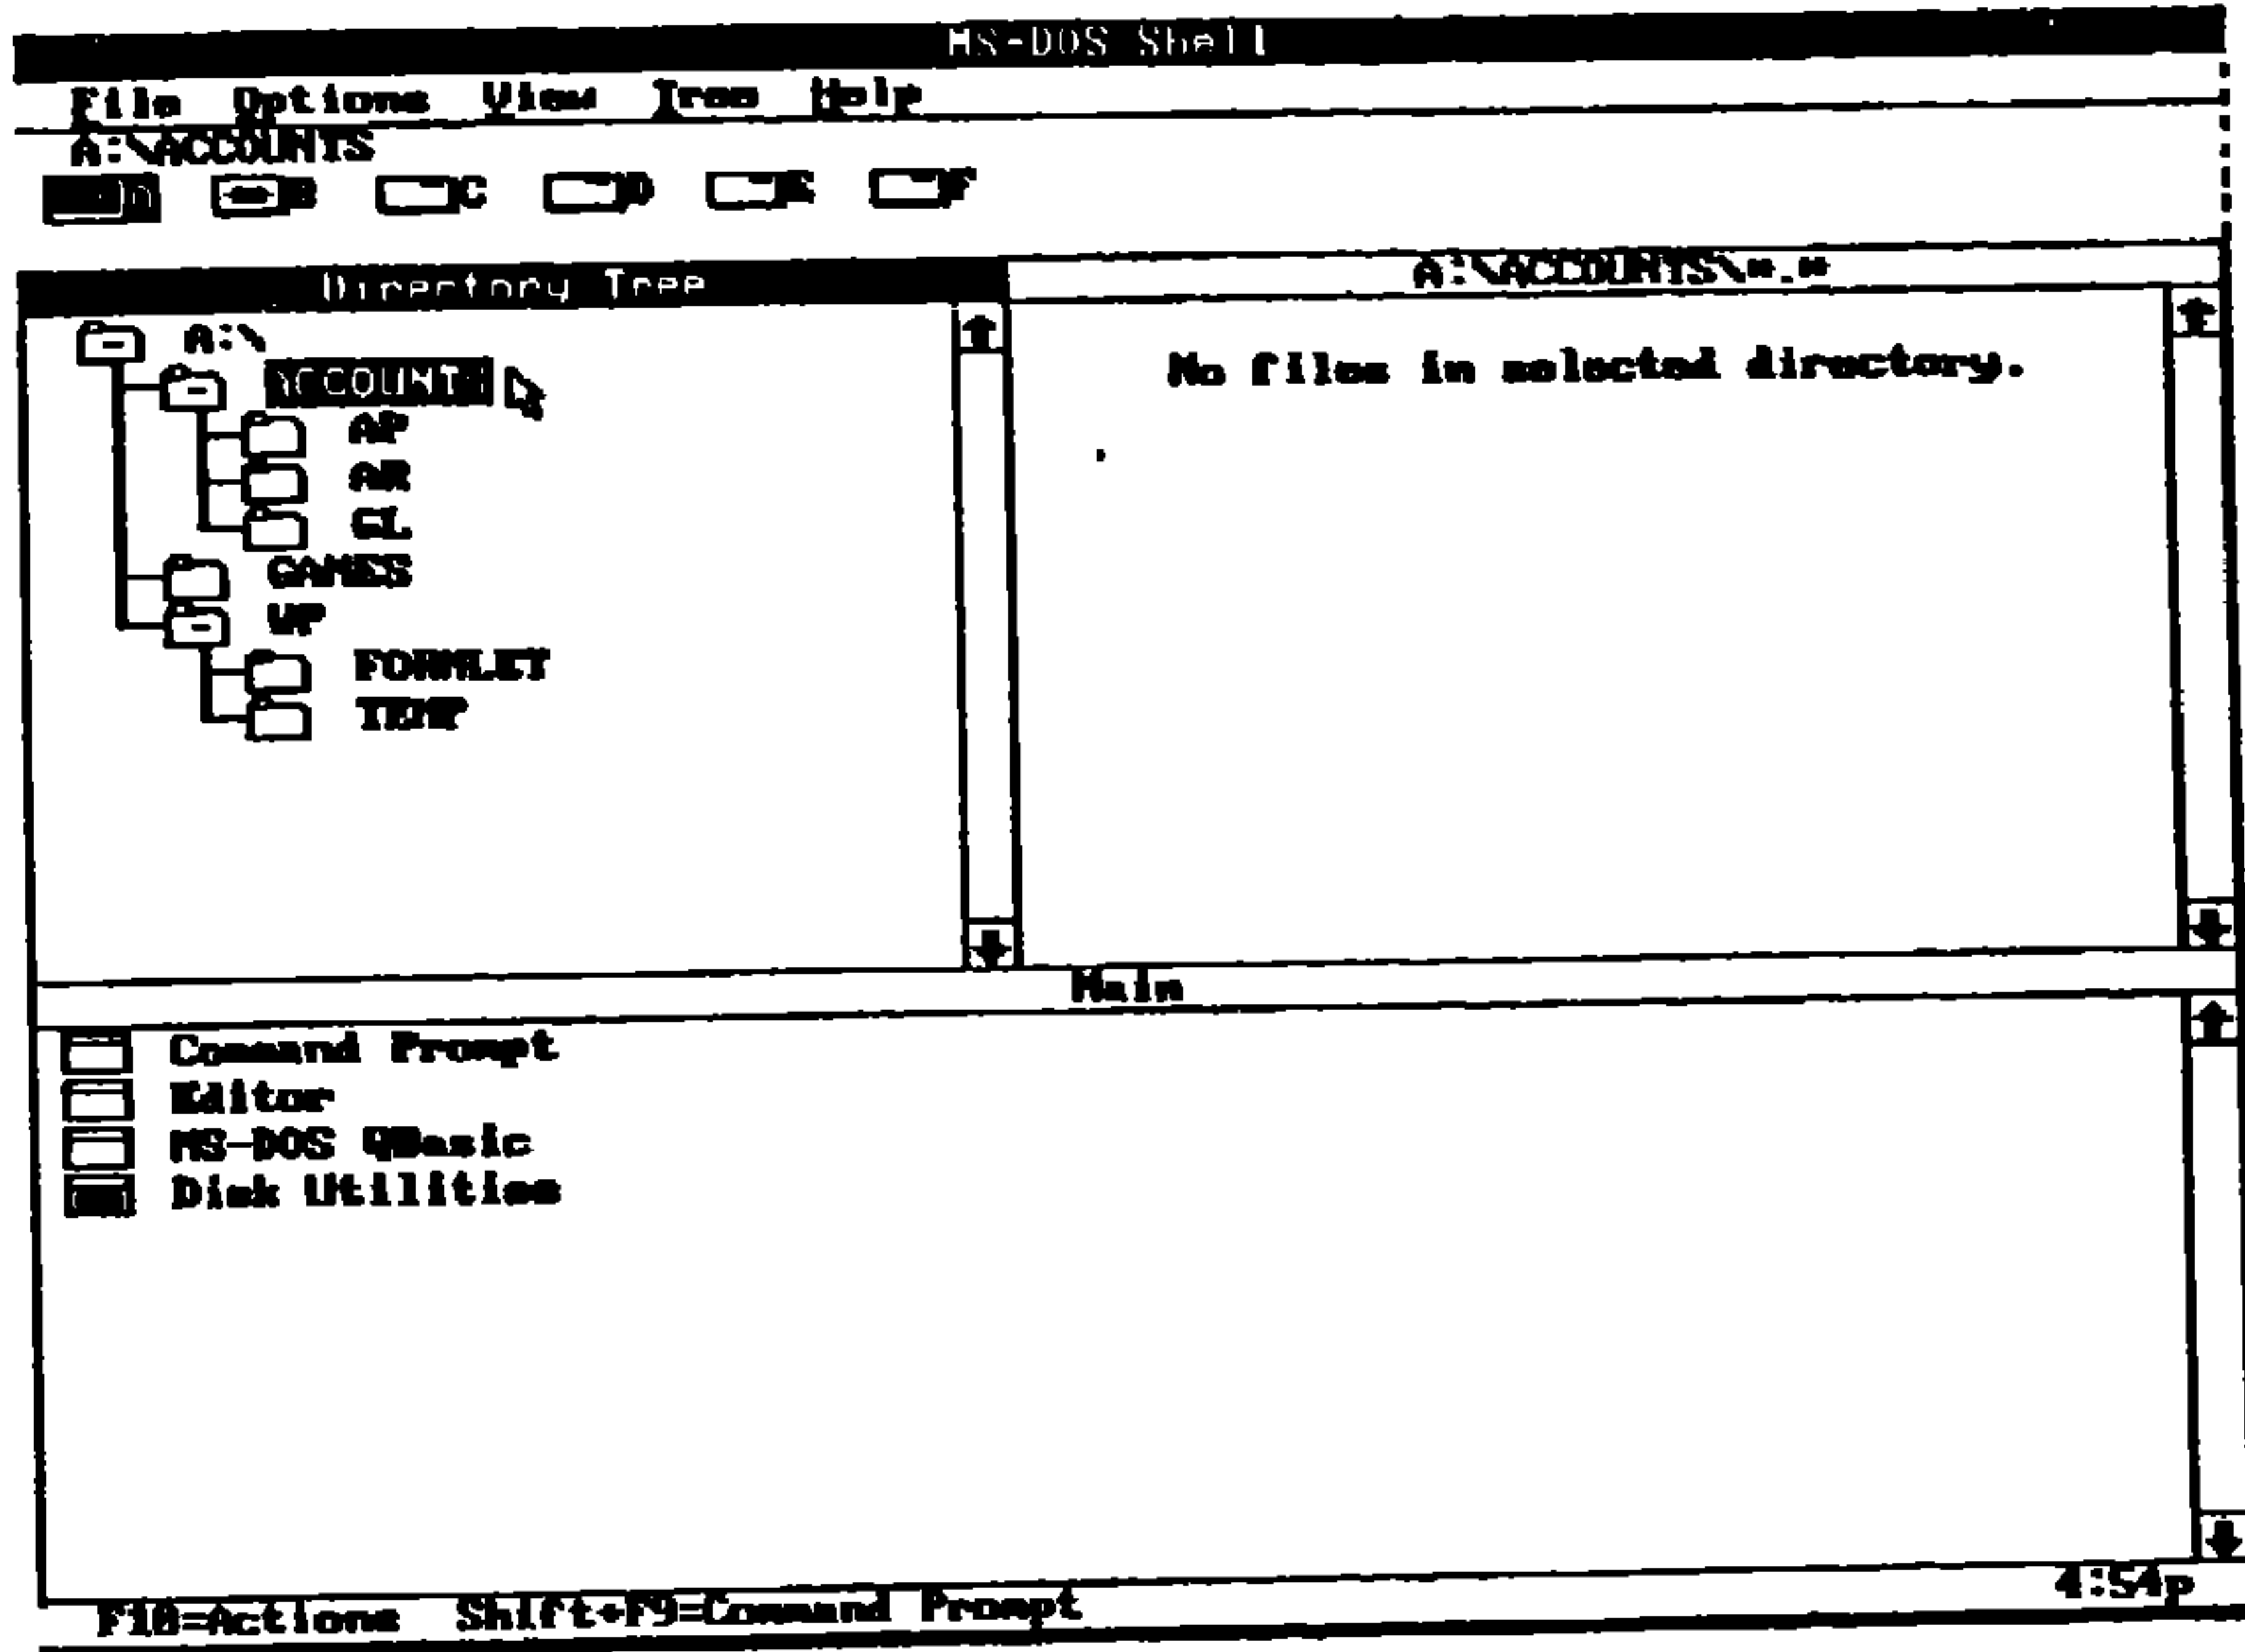 MS-DOS Shell
File Options View Tree Help
A:\ACCOUNTS
A B C D E F
Directory Tree
A:\ACCOUNTS\*.*
A:\
No files in selected directory.
ACCOUNTS
AP
AR
GL
GAMES
WP
FORMLET
TEMP
Main
Command Prompt
Editor
MS-DOS QBasic
Disk Utilities
F10=Actions Shift+F9=Command Prompt 4:54p